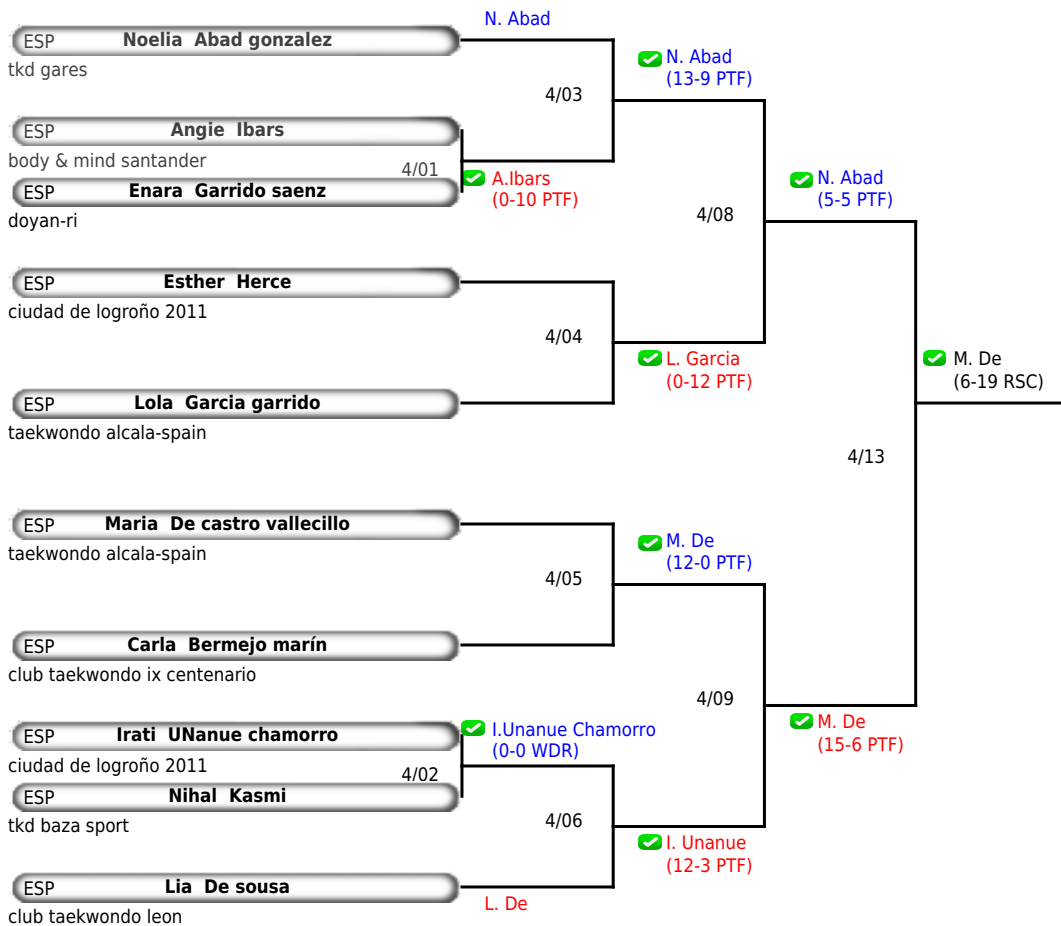 N. Abad
ESP Noelia Abad gonzalez
tkd gares
N. Abad
(13-9 PTF)
4/03
ESP Angie Ibars
body & mind santander
4/01
A.Ibars
(0-10 PTF)
ESP Enara Garrido saenz
doyan-ri
N. Abad
(5-5 PTF)
4/08
ESP Esther Herce
ciudad de logroño 2011
4/04
L. Garcia
(0-12 PTF)
M. De
(6-19 RSC)
ESP Lola Garcia garrido
taekwondo alcala-spain
4/13
ESP Maria De castro vallecillo
taekwondo alcala-spain
M. De
(12-0 PTF)
4/05
ESP Carla Bermejo marín
club taekwondo ix centenario
4/09
M. De
(15-6 PTF)
ESP Irati UNanue chamorro
ciudad de logroño 2011
I.Unanue Chamorro
(0-0 WDR)
4/02
ESP Nihal Kasmi
tkd baza sport
4/06
I. Unanue
(12-3 PTF)
ESP Lia De sousa
club taekwondo leon
L. De